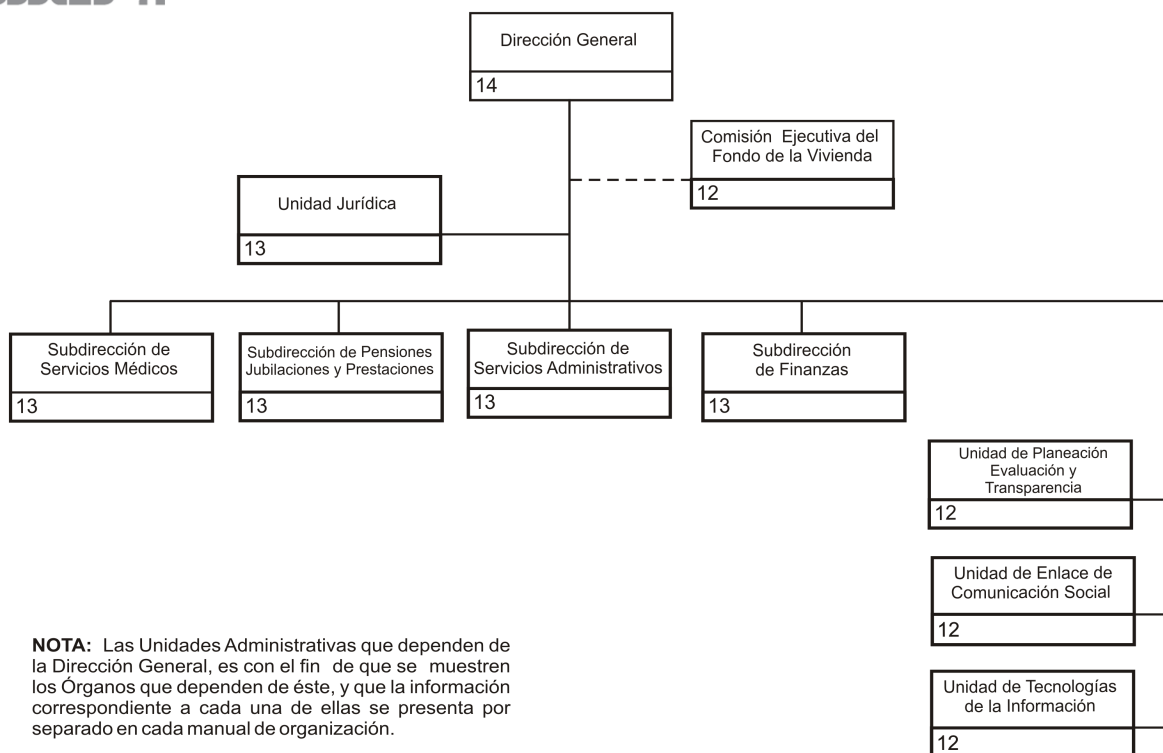 Dirección General
14
Comisión Ejecutiva del
Fondo de la Vivienda
12
Unidad Jurídica
13
Subdirección de
Servicios Médicos
13
Subdirección de Pensiones
Jubilaciones y Prestaciones
13
Subdirección de
Servicios Administrativos
13
Subdirección
de Finanzas
13
Unidad de Planeación
Evaluación y
Transparencia
12
Unidad de Enlace de
Comunicación Social
12
Unidad de Tecnologías
de la Información
12
NOTA: Las Unidades Administrativas que dependen de
la Dirección General, es con el fin de que se muestren
los Órganos que dependen de éste, y que la información
correspondiente a cada una de ellas se presenta por
separado en cada manual de organización.